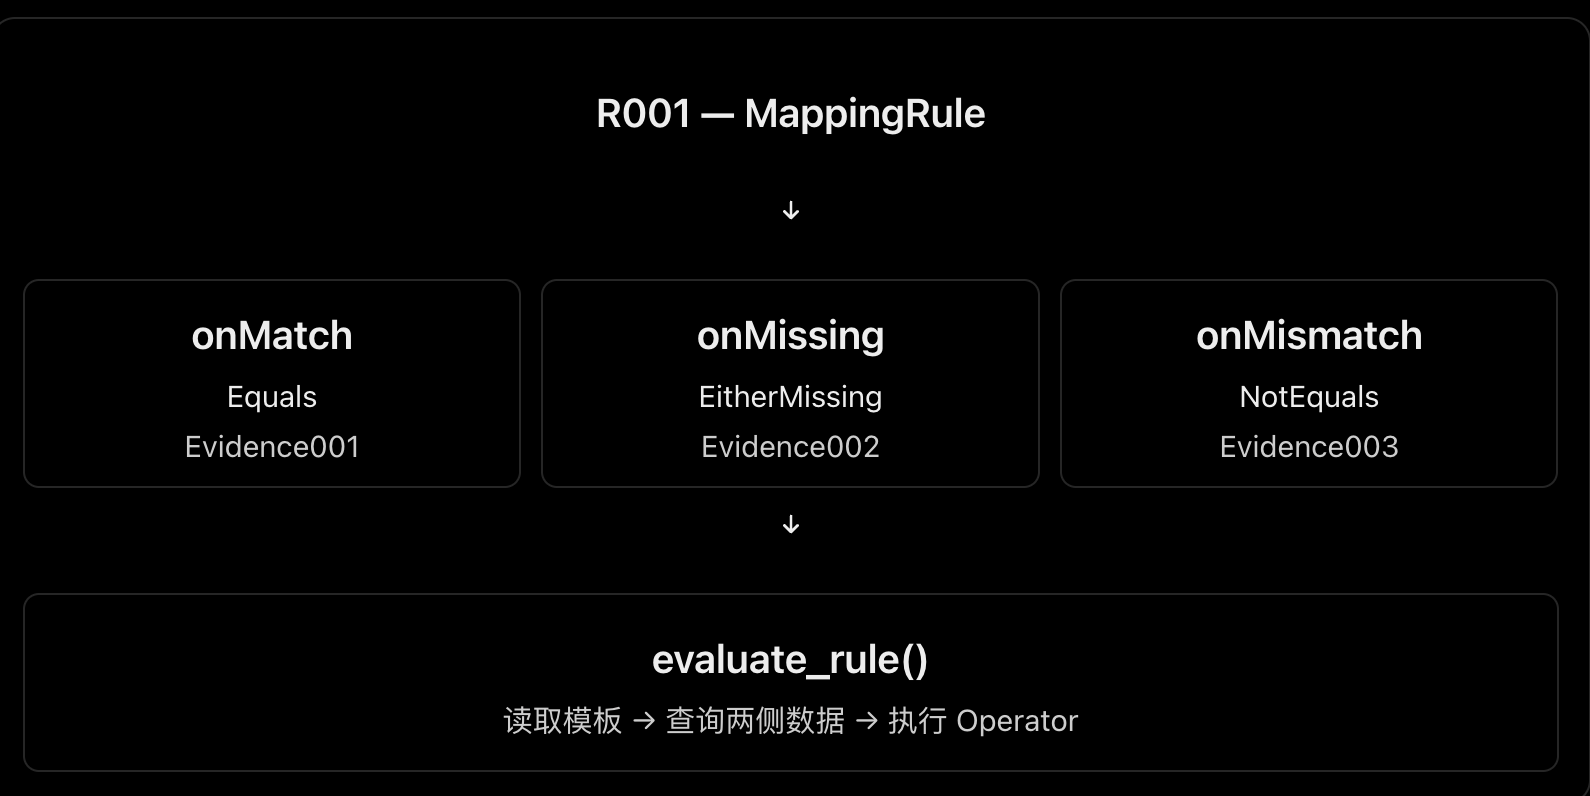 R001 — MappingRule
↓
onMatch
Equals
Evidence001
onMissing
EitherMissing
Evidence002
onMismatch
NotEquals
Evidence003
↓
evaluate_rule()
读取模板 → 查询两侧数据 → 执行 Operator